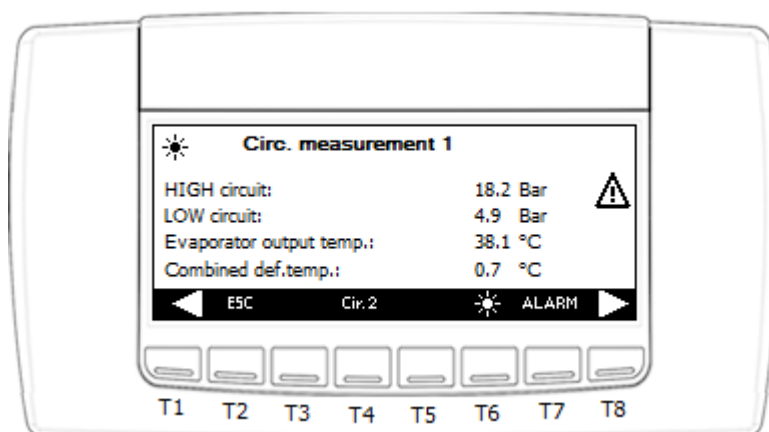 Circ. measurement 1
HIGH circuit: 18.2 Bar
LOW circuit: 4.9 Bar
Evaporator output temp.: 38.1 °C
Combined def.temp.: 0.7 °C
ESC Cir.2 ALARM
T1 T2 T3 T4 T5 T6 T7 T8